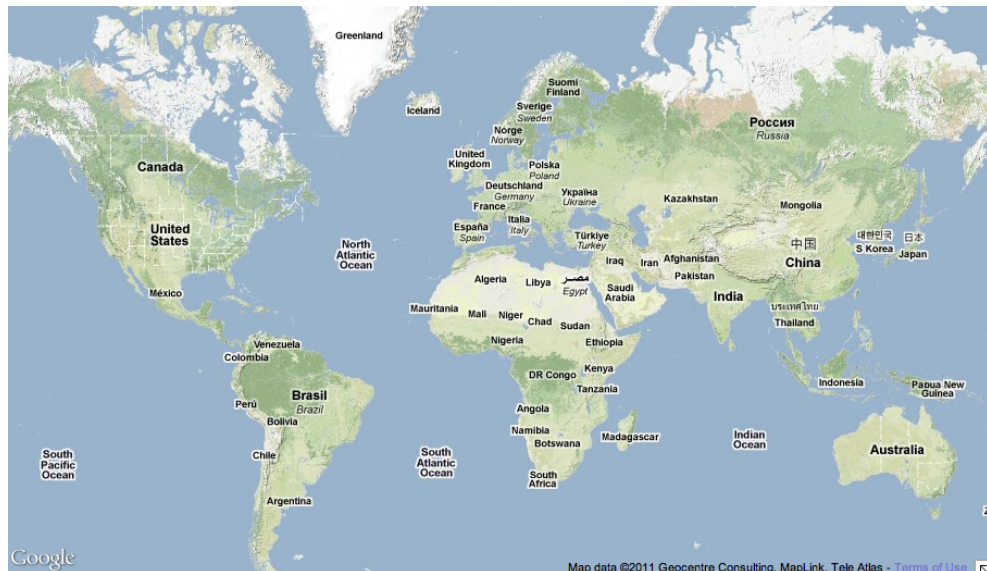 Greenland
Iceland
Suomi
Finland
Sverige
Sweden
Norge
Norway
Россия
Russia
Canada
United
Kingdom
Polska
Poland
Deutschland
Germany
Україна
Ukraine
Kazakhstan
Mongolia
France
United
States
España
Spain
Italia
Italy
Türkiye
Turkey
North
Atlantic
Ocean
中国
China
대한민국
S Korea
日本
Japan
Iraq
Iran
Afghanistan
Pakistan
Algeria
Libya
مصر
Egypt
Saudi
Arabia
India
México
Mauritania
Mali
Niger
Chad
Sudan
ประเทศไทย
Thailand
Nigeria
Ethiopia
Venezuela
Colombia
DR Congo
Kenya
Tanzania
Indonesia
Papua New
Guinea
Brasil
Brazil
Perú
Bolivia
Angola
Namibia
Botswana
Madagascar
Indian
Ocean
Australia
South
Pacific
Ocean
Chile
South
Atlantic
Ocean
South
Africa
Argentina
Google
Map data ©2011 Geocentre Consulting, MapLink, Tele Atlas - Terms of Use